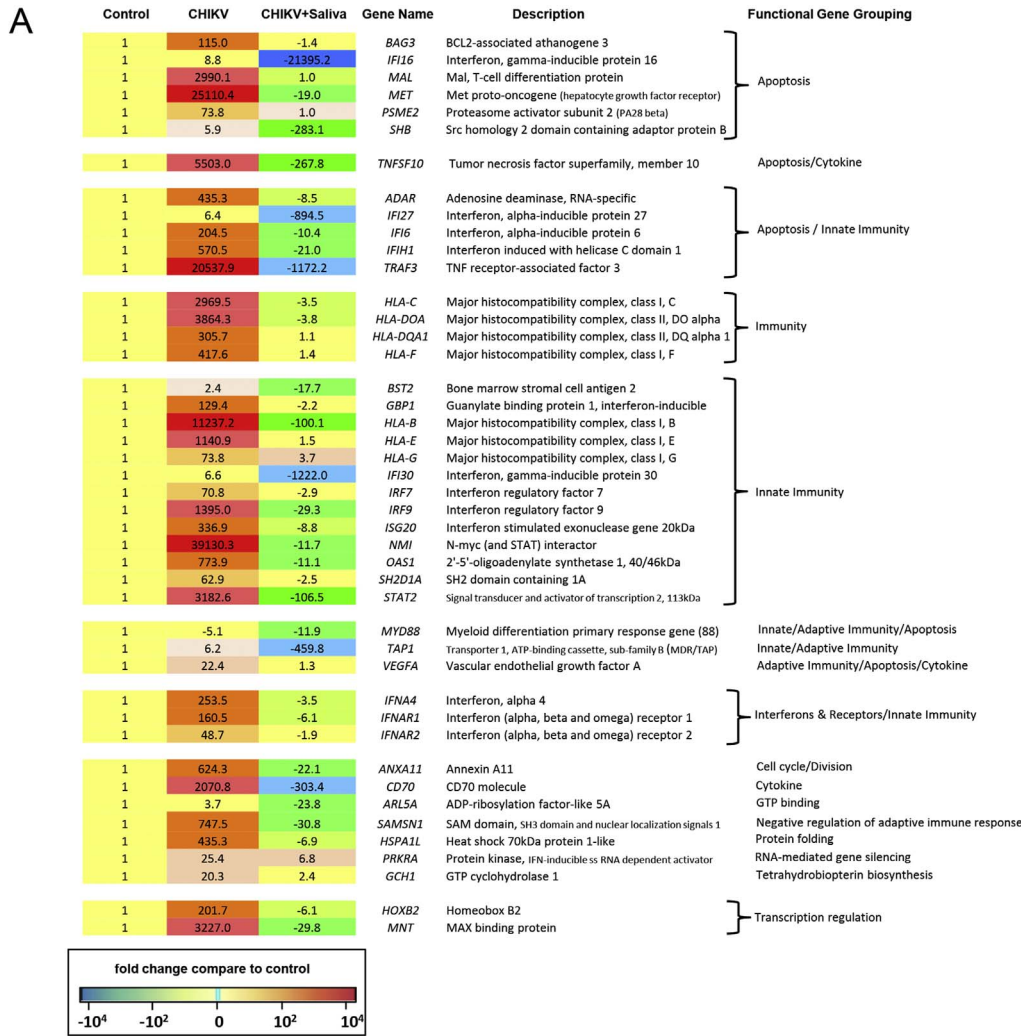 A
Control CHIKV CHIKV+Saliva Gene Name Description Functional Gene Grouping
1 115.0 -1.4 BAG3 BCL2-associated athanogene 3
1 8.8 -21395.2 IFI16 Interferon, gamma-inducible protein 16
1 2990.1 1.0 MAL Mal, T-cell differentiation protein
1 25110.4 -19.0 MET Met proto-oncogene (hepatocyte growth factor receptor)
1 73.8 1.0 PSME2 Proteasome activator subunit 2 (PA28 beta)
1 5.9 -283.1 SHB Src homology 2 domain containing adaptor protein B
Apoptosis
1 5503.0 -267.8 TNFSF10 Tumor necrosis factor superfamily, member 10 Apoptosis/Cytokine
1 435.3 -8.5 ADAR Adenosine deaminase, RNA-specific
1 6.4 -894.5 IFI27 Interferon, alpha-inducible protein 27
1 204.5 -10.4 IFI6 Interferon, alpha-inducible protein 6
1 570.5 -21.0 IFIH1 Interferon induced with helicase C domain 1
1 20537.9 -1172.2 TRAF3 TNF receptor-associated factor 3
Apoptosis / Innate Immunity
1 2969.5 -3.5 HLA-C Major histocompatibility complex, class I, C
1 3864.3 -3.8 HLA-DOA Major histocompatibility complex, class II, DO alpha
1 305.7 1.1 HLA-DQA1 Major histocompatibility complex, class II, DQ alpha 1
1 417.6 1.4 HLA-F Major histocompatibility complex, class I, F
Immunity
1 2.4 -17.7 BST2 Bone marrow stromal cell antigen 2
1 129.4 -2.2 GBP1 Guanylate binding protein 1, interferon-inducible
1 11237.2 -100.1 HLA-B Major histocompatibility complex, class I, B
1 1140.9 1.5 HLA-E Major histocompatibility complex, class I, E
1 73.8 3.7 HLA-G Major histocompatibility complex, class I, G
1 6.6 -1222.0 IFI30 Interferon, gamma-inducible protein 30
1 70.8 -2.9 IRF7 Interferon regulatory factor 7
1 1395.0 -29.3 IRF9 Interferon regulatory factor 9
1 336.9 -8.8 ISG20 Interferon stimulated exonuclease gene 20kDa
1 39130.3 -11.7 NMI N-myc (and STAT) interactor
1 773.9 -11.1 OAS1 2'-5'-oligoadenylate synthetase 1, 40/46kDa
1 62.9 -2.5 SH2D1A SH2 domain containing 1A
1 3182.6 -106.5 STAT2 Signal transducer and activator of transcription 2, 113kDa
Innate Immunity
1 -5.1 -11.9 MYD88 Myeloid differentiation primary response gene (88) Innate/Adaptive Immunity/Apoptosis
1 6.2 -459.8 TAP1 Transporter 1, ATP-binding cassette, sub-family B (MDR/TAP) Innate/Adaptive Immunity
1 22.4 1.3 VEGFA Vascular endothelial growth factor A Adaptive Immunity/Apoptosis/Cytokine
1 253.5 -3.5 IFNA4 Interferon, alpha 4
1 160.5 -6.1 IFNAR1 Interferon (alpha, beta and omega) receptor 1
1 48.7 -1.9 IFNAR2 Interferon (alpha, beta and omega) receptor 2
Interferons & Receptors/Innate Immunity
1 624.3 -22.1 ANXA11 Annexin A11 Cell cycle/Division
1 2070.8 -303.4 CD70 CD70 molecule Cytokine
1 3.7 -23.8 ARL5A ADP-ribosylation factor-like 5A GTP binding
1 747.5 -30.8 SAMSN1 SAM domain, SH3 domain and nuclear localization signals 1 Negative regulation of adaptive immune response
1 435.3 -6.9 HSPA1L Heat shock 70kDa protein 1-like Protein folding
1 25.4 6.8 PRKRA Protein kinase, IFN-inducible ss RNA dependent activator RNA-mediated gene silencing
1 20.3 2.4 GCH1 GTP cyclohydrolase 1 Tetrahydrobiopterin biosynthesis
1 201.7 -6.1 HOXB2 Homeobox B2
1 3227.0 -29.8 MNT MAX binding protein
Transcription regulation
fold change compare to control
-10⁴ -10² 0 10² 10⁴